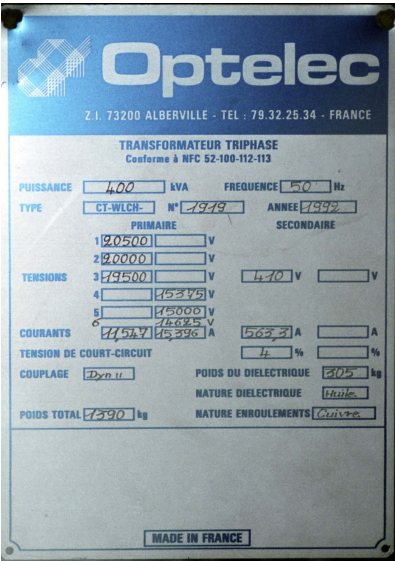 Optelec
Z.I. 73200 ALBERVILLE - TEL : 79.32.25.34 - FRANCE
TRANSFORMATEUR TRIPHASE
Conforme à NFC 52-100-112-113
PUISSANCE 400 kVA FREQUENCE 50 Hz
TYPE CT-WLCH- N° 1919 ANNEE 1992
PRIMAIRE SECONDAIRE
1 20500 V
2 20000 V
TENSIONS 3 19500 V 410 V V
4 15375 V
5 15000 V
6 14625 V
COURANTS 11,547 15,396 A 563,3 A A
TENSION DE COURT-CIRCUIT 4 % %
COUPLAGE Dyn 11 POIDS DU DIELECTRIQUE 305 kg
NATURE DIELECTRIQUE Huile
POIDS TOTAL 1390 kg NATURE ENROULEMENTS Cuivre
MADE IN FRANCE